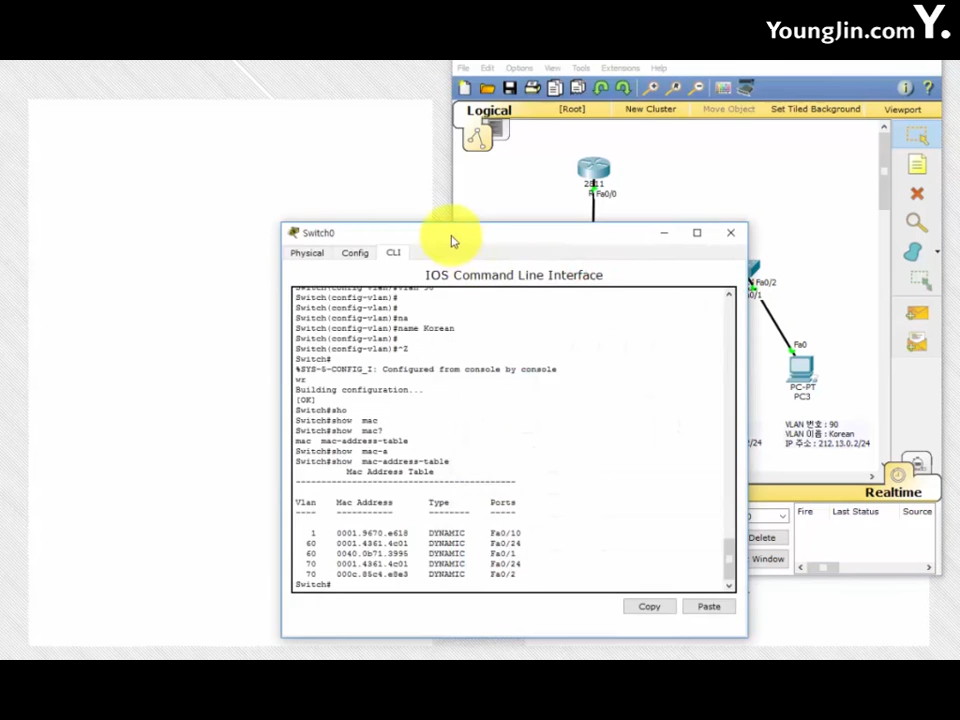 YoungJin.com Y.
File Edit Options View Tools Extensions Help
Logical [Root] New Cluster Move Object Set Tiled Background Viewport
2811
Fa0/0
Switch0
Physical Config CLI
IOS Command Line Interface
Switch(config-vlan)#
Switch(config-vlan)#na
Switch(config-vlan)#name Korean
Switch(config-vlan)#
Switch(config-vlan)#^Z
Switch#
%SYS-5-CONFIG_I: Configured from console by console
wr
Building configuration...
[OK]
Switch#sho
Switch#show mac
Switch#show mac?
mac mac-address-table
Switch#show mac-a
Switch#show mac-address-table
Mac Address Table
-------------------------------------------
Vlan Mac Address Type Ports
---- ----------- -------- -----
1 0001.9670.e618 DYNAMIC Fa0/10
60 0001.4361.4c01 DYNAMIC Fa0/24
60 0040.0b71.3995 DYNAMIC Fa0/1
70 0001.4361.4c01 DYNAMIC Fa0/24
70 000c.85c4.e8e3 DYNAMIC Fa0/2
Switch#
Copy Paste
Fa0/2
Fa0
PC-PT
PC3
VLAN 번호 : 90
VLAN 이름 : Korean
IP 주소 : 212.13.0.2/24
Realtime
Fire Last Status Source
Delete
Window